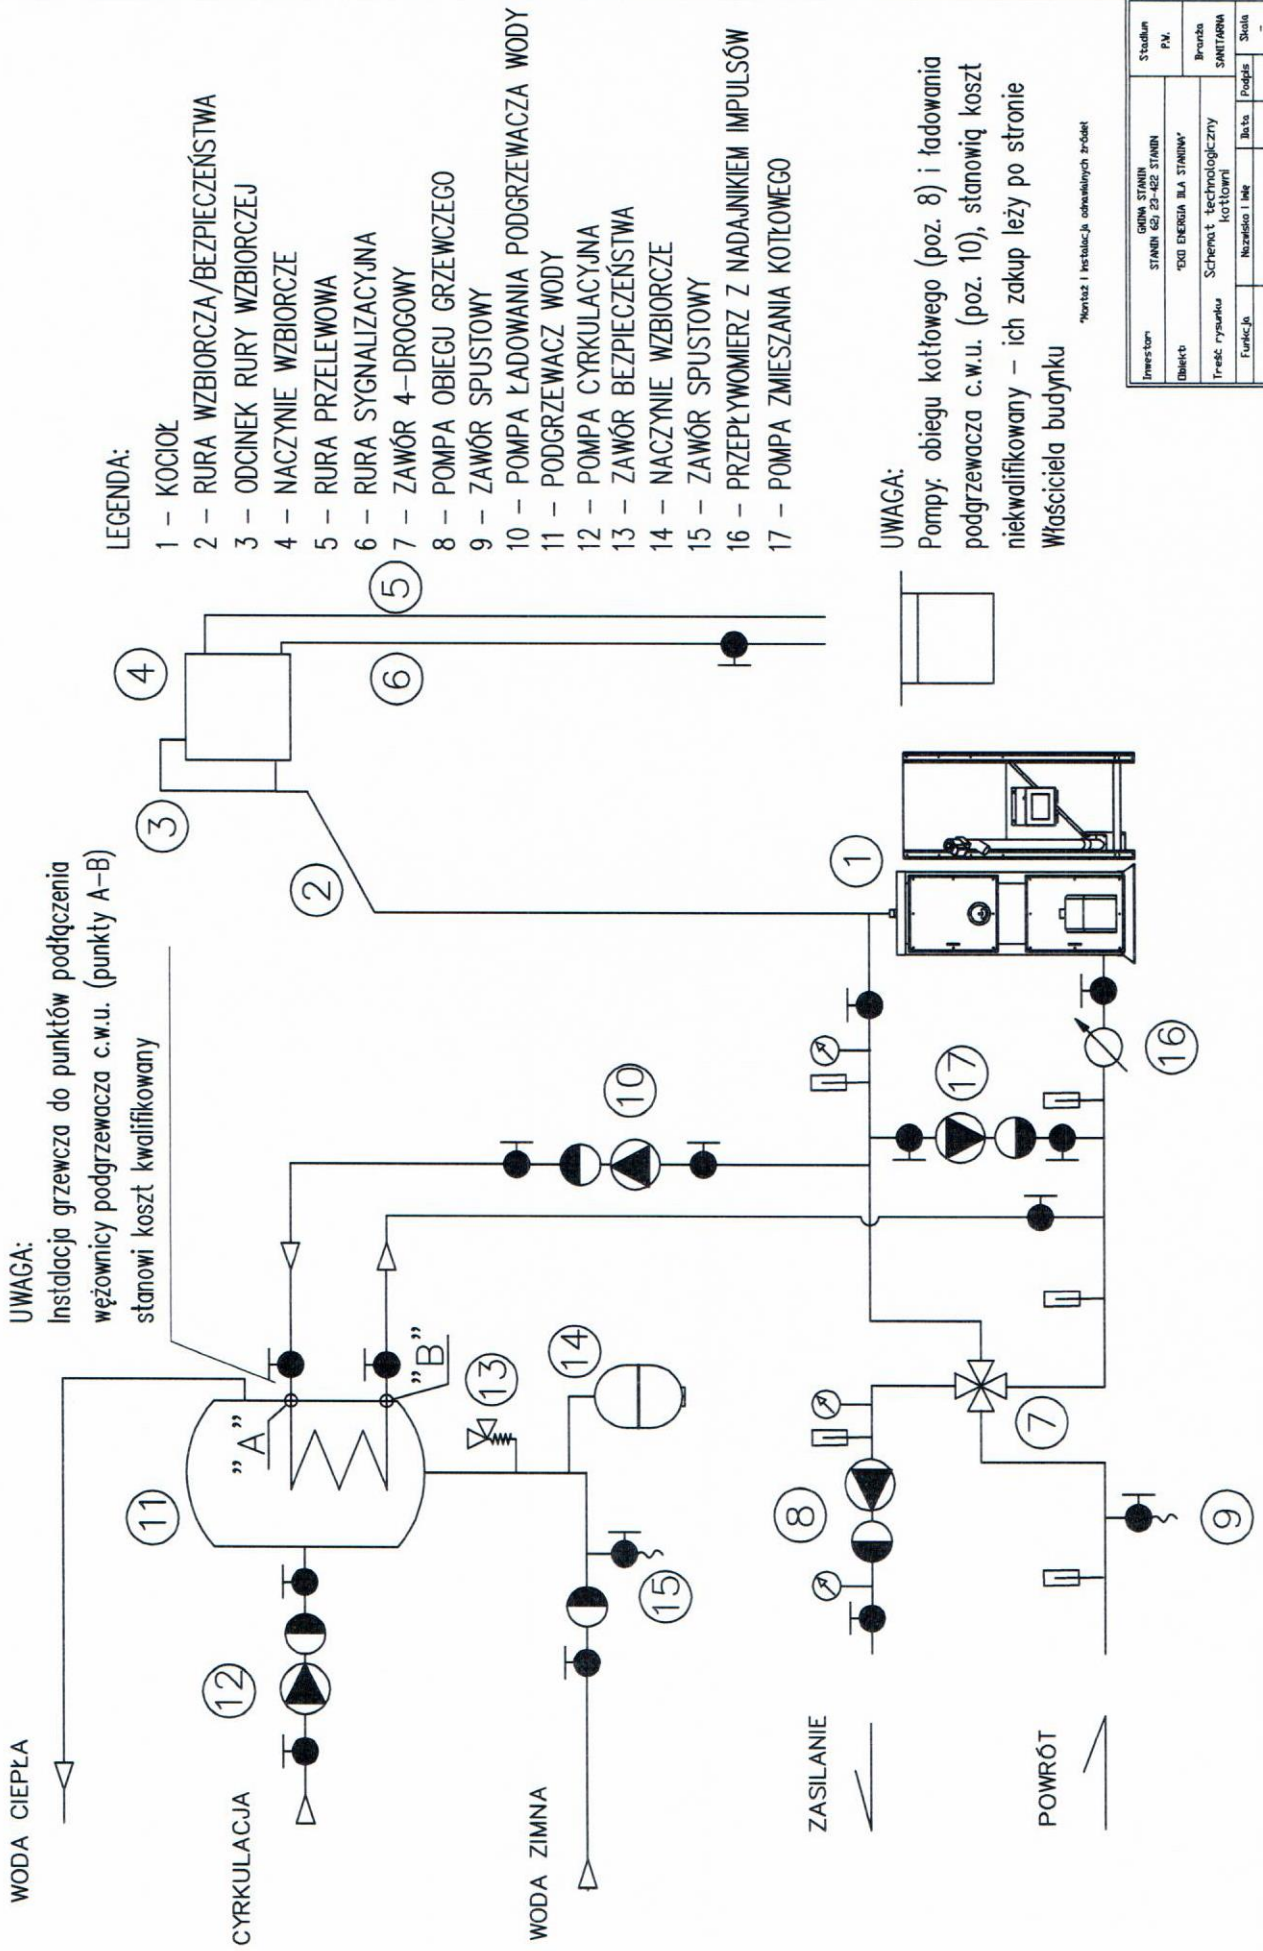 WODA CIEPŁA
CYRKULACJA
WODA ZIMNA
ZASILANIE
POWRÓT
UWAGA:
Instalacja grzewcza do punktów podłączenia
wężownicy podgrzewacza c.w.u. (punkty A-B)
stanowi koszt kwalifikowany
"A"
"B"
11
12
13
14
15
8
7
9
10
17
16
1
2
3
4
5
6
LEGENDA:
1 - KOCIOŁ
2 - RURA WZBIORCZA/BEZPIECZEŃSTWA
3 - ODCINEK RURY WZBIORCZEJ
4 - NACZYNIE WZBIORCZE
5 - RURA PRZELEWOWA
6 - RURA SYGNALIZACYJNA
7 - ZAWÓR 4-DROGOWY
8 - POMPA OBIEGU GRZEWCZEGO
9 - ZAWÓR SPUSTOWY
10 - POMPA ŁADOWANIA PODGRZEWACZA WODY
11 - PODGRZEWACZ WODY
12 - POMPA CYRKULACYJNA
13 - ZAWÓR BEZPIECZEŃSTWA
14 - NACZYNIE WZBIORCZE
15 - ZAWÓR SPUSTOWY
16 - PRZEPŁYWOMIERZ Z NADAJNIKIEM IMPULSÓW
17 - POMPA ZMIESZANIA KOTŁOWEGO
UWAGA:
Pompy: obiegu kotłowego (poz. 8) i ładowania
podgrzewacza c.w.u. (poz. 10), stanowią koszt
niekwalifikowany - ich zakup leży po stronie
Właściciela budynku
"Montaż i instalacja odnawialnych źródeł
Inwestor: GMINA STANIN
STANIN 62; 23-422 STANIN
Stadium
P.W.
Obiekt: "EKO ENERGIA DLA STANINA"
Branża
SANITARNA
Treść rysunku Schemat technologiczny
kotłowni
Funkcja Nazwisko i Imię Data Podpis Skala
-